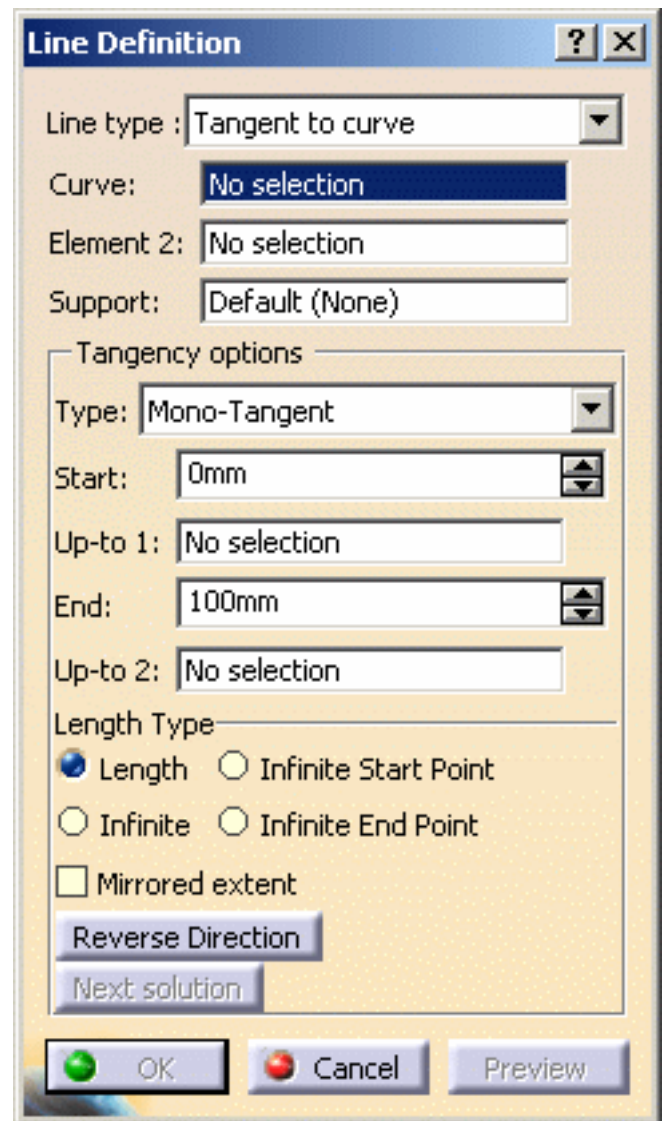 Line Definition ? X
Line type : Tangent to curve
Curve: No selection
Element 2: No selection
Support: Default (None)
Tangency options
Type: Mono-Tangent
Start: 0mm
Up-to 1: No selection
End: 100mm
Up-to 2: No selection
Length Type
Length Infinite Start Point
Infinite Infinite End Point
Mirrored extent
Reverse Direction
Next solution
OK Cancel Preview